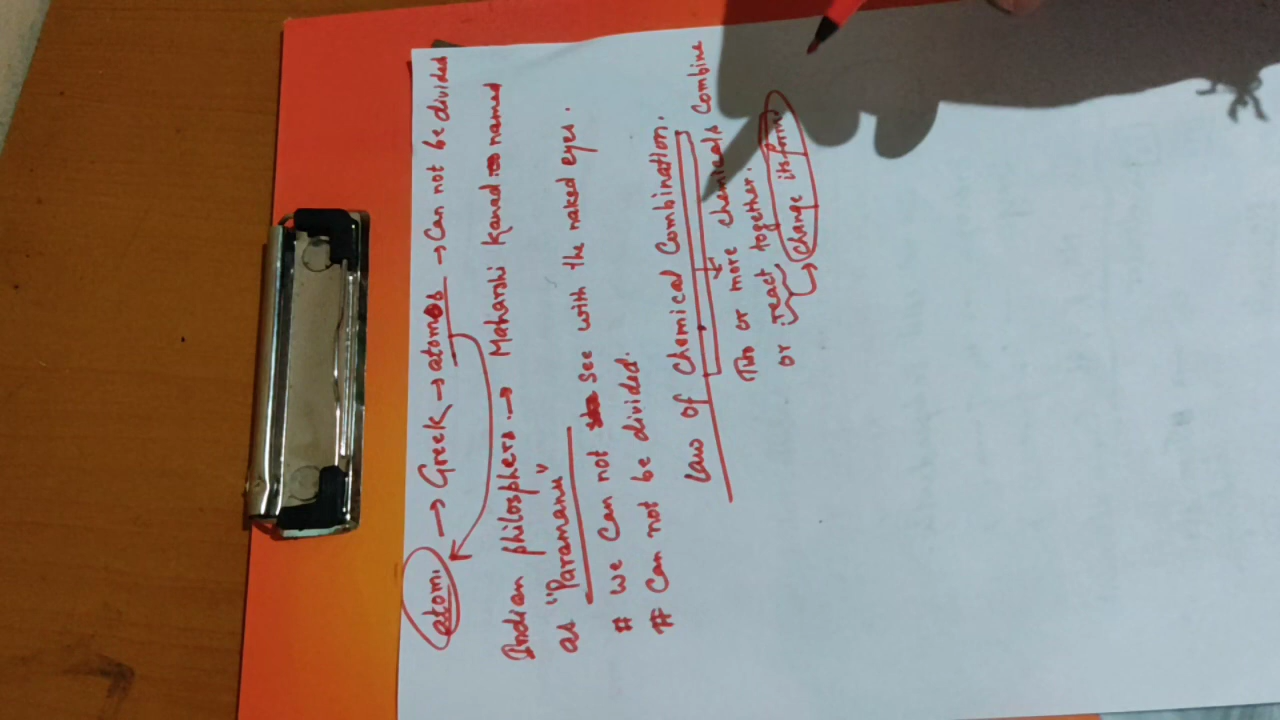 atom. → Greek → atomos → Can not be divided
Indian philosphers → Maharshi Kanad named
as "Paramanu"
# we can not see with the naked eyes.
# Can not be divided.
Law of Chemical Combination.
Two or more chemicals Combine
or react together.
Change its form